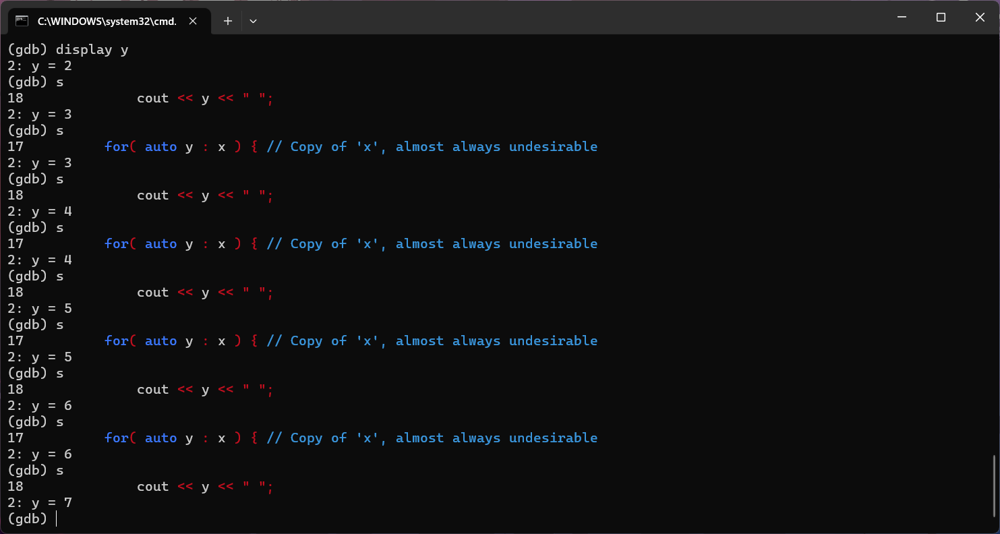 C:\WINDOWS\system32\cmd.
(gdb) display y
2: y = 2
(gdb) s
18              cout << y << " ";
2: y = 3
(gdb) s
17          for( auto y : x ) { // Copy of 'x', almost always undesirable
2: y = 3
(gdb) s
18              cout << y << " ";
2: y = 4
(gdb) s
17          for( auto y : x ) { // Copy of 'x', almost always undesirable
2: y = 4
(gdb) s
18              cout << y << " ";
2: y = 5
(gdb) s
17          for( auto y : x ) { // Copy of 'x', almost always undesirable
2: y = 5
(gdb) s
18              cout << y << " ";
2: y = 6
(gdb) s
17          for( auto y : x ) { // Copy of 'x', almost always undesirable
2: y = 6
(gdb) s
18              cout << y << " ";
2: y = 7
(gdb)